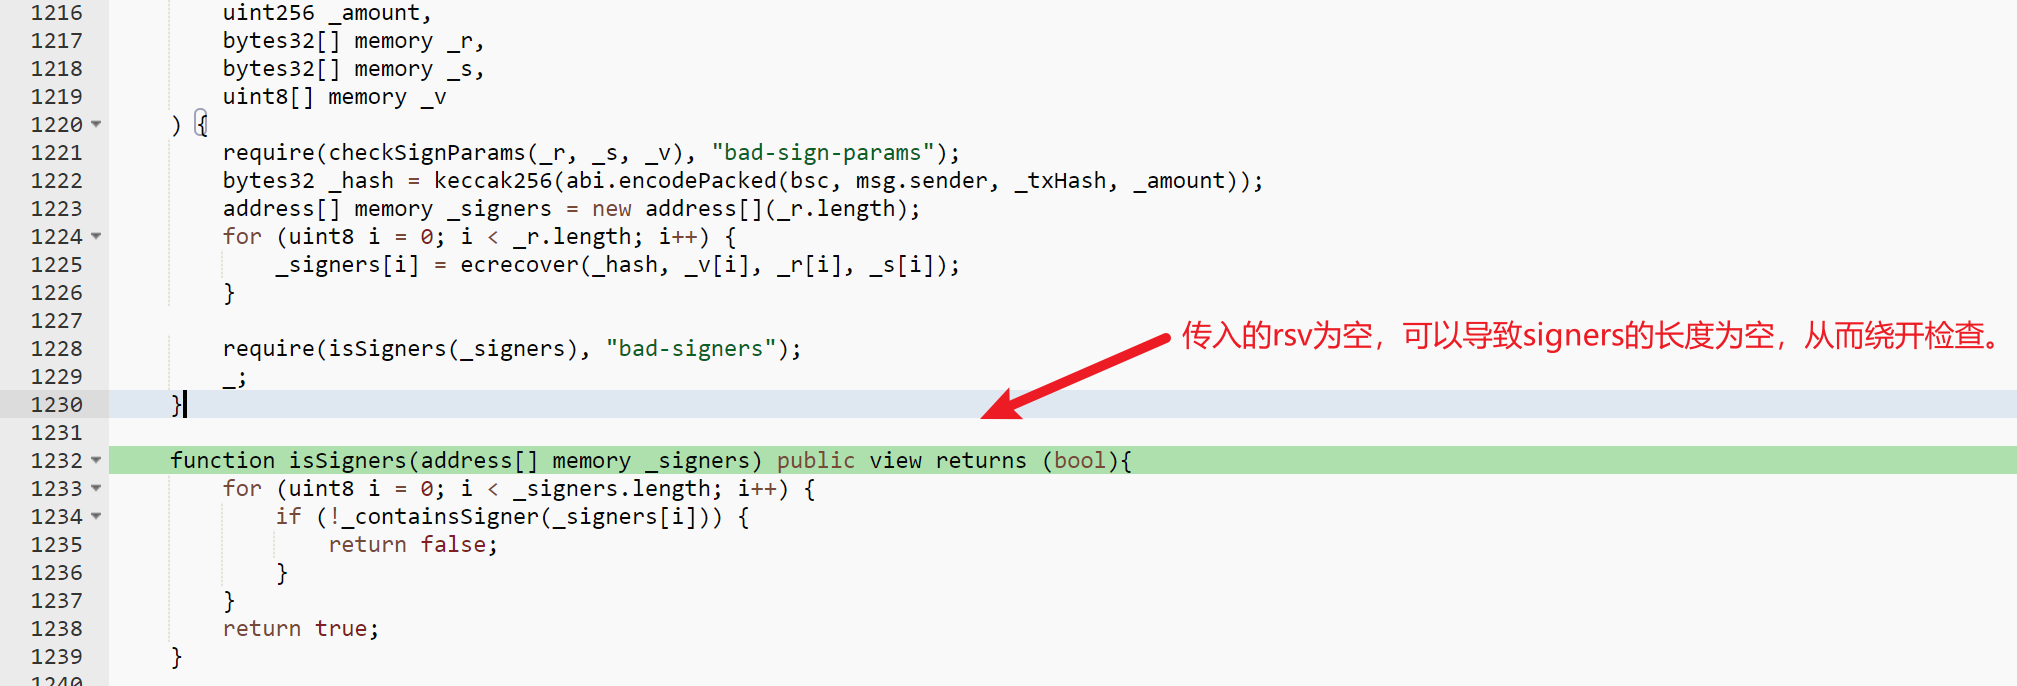 1216 uint256 _amount,
1217 bytes32[] memory _r,
1218 bytes32[] memory _s,
1219 uint8[] memory _v
1220 ) {
1221 require(checkSignParams(_r, _s, _v), "bad-sign-params");
1222 bytes32 _hash = keccak256(abi.encodePacked(bsc, msg.sender, _txHash, _amount));
1223 address[] memory _signers = new address[](_r.length);
1224 for (uint8 i = 0; i < _r.length; i++) {
1225 _signers[i] = ecrecover(_hash, _v[i], _r[i], _s[i]);
1226 }
1227
传入的rsv为空，可以导致signers的长度为空，从而绕开检查。
1228 require(isSigners(_signers), "bad-signers");
1229 _;
1230 }
1231
1232 function isSigners(address[] memory _signers) public view returns (bool){
1233 for (uint8 i = 0; i < _signers.length; i++) {
1234 if (!_containsSigner(_signers[i])) {
1235 return false;
1236 }
1237 }
1238 return true;
1239 }
1240